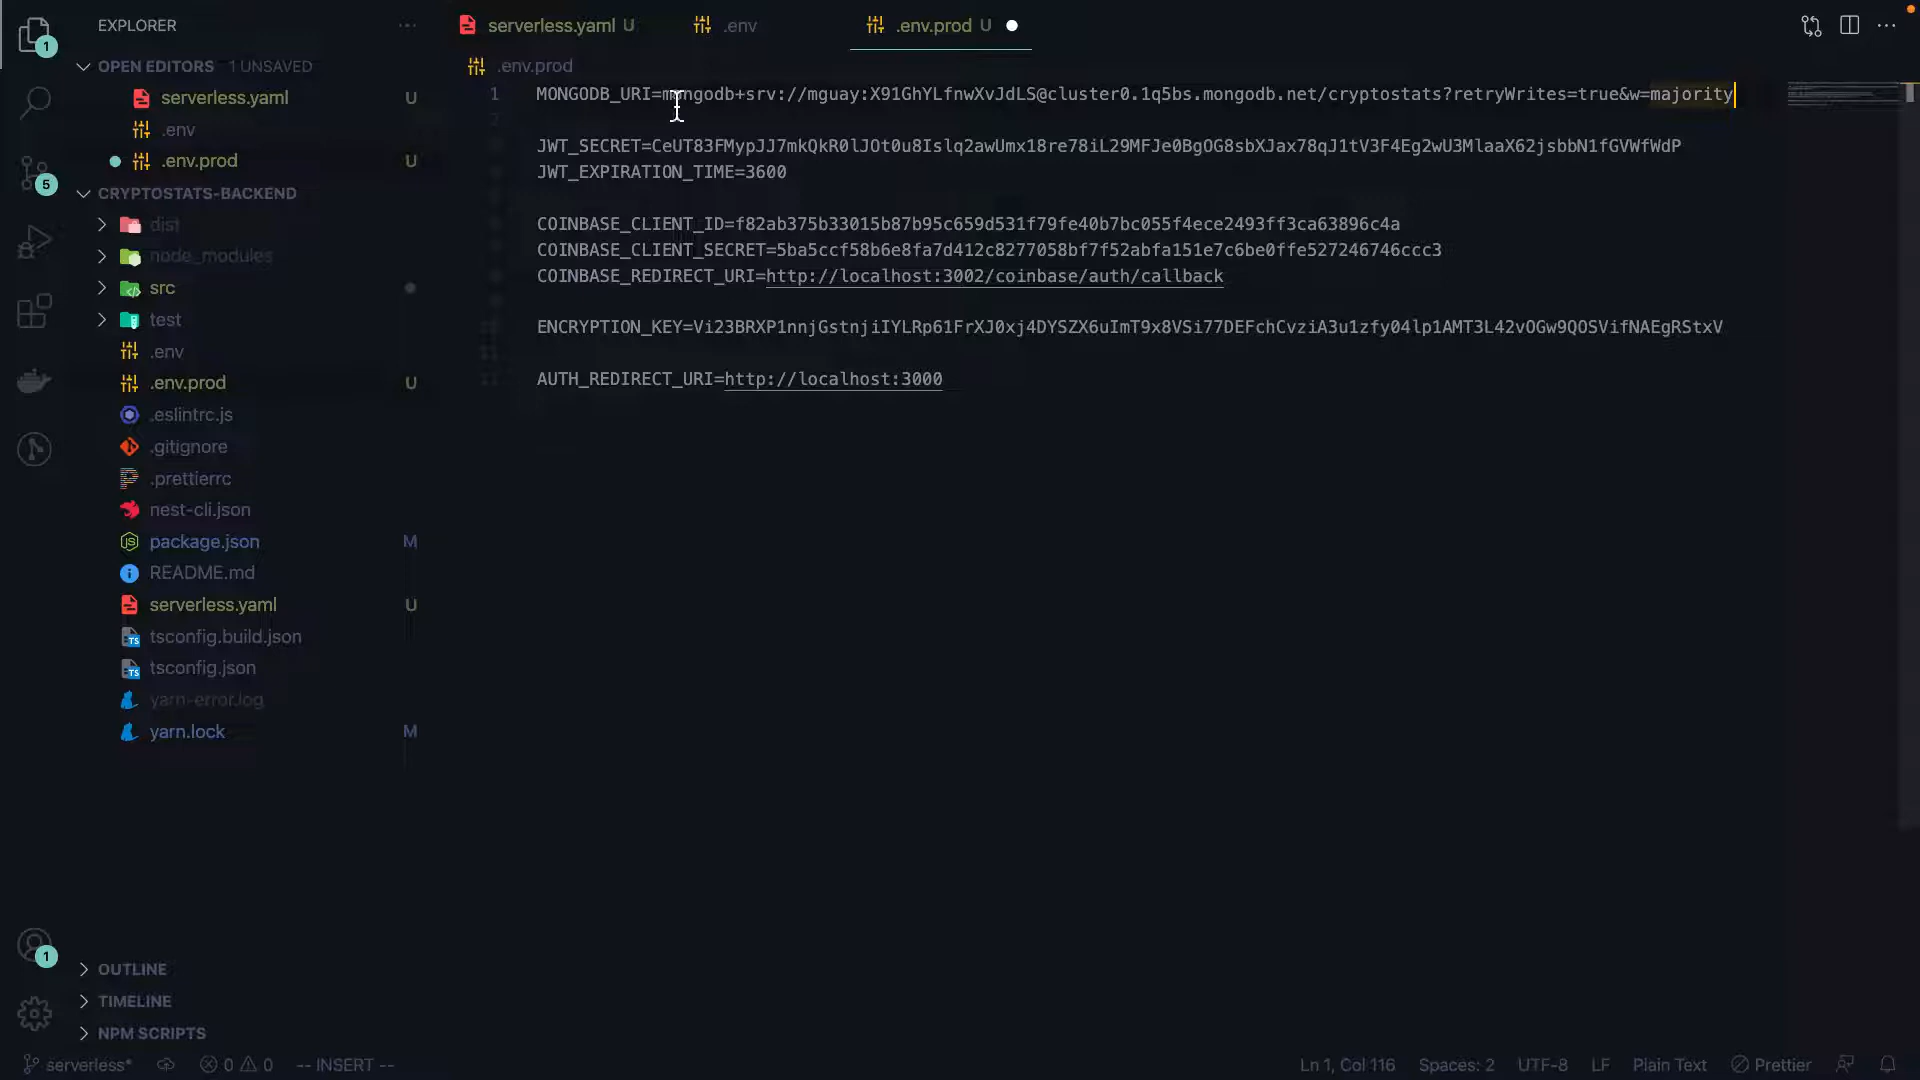 EXPLORER
serverless.yaml U
.env
.env.prod U
OPEN EDITORS 1 UNSAVED
serverless.yaml U
.env
.env.prod U
CRYPTOSTATS-BACKEND
dist
node_modules
src
test
.env
.env.prod U
.eslintrc.js
.gitignore
.prettierrc
nest-cli.json
package.json M
README.md
serverless.yaml U
tsconfig.build.json
tsconfig.json
yarn-error.log
yarn.lock M
OUTLINE
TIMELINE
NPM SCRIPTS
1
5
1
.env.prod
1 MONGODB_URI=mongodb+srv://mguay:X91GhYLfnwXvJdLS@cluster0.1q5bs.mongodb.net/cryptostats?retryWrites=true&w=majority
2
JWT_SECRET=CeUT83FMypJJ7mkQkR0lJOt0u8Islq2awUmx18re78iL29MFJe0BgOG8sbXJax78qJ1tV3F4Eg2wU3MlaaX62jsbbN1fGVWfWdP
JWT_EXPIRATION_TIME=3600
COINBASE_CLIENT_ID=f82ab375b33015b87b95c659d531f79fe40b7bc055f4ece2493ff3ca63896c4a
COINBASE_CLIENT_SECRET=5ba5ccf58b6e8fa7d412c8277058bf7f52abfa151e7c6be0ffe527246746ccc3
COINBASE_REDIRECT_URI=http://localhost:3002/coinbase/auth/callback
ENCRYPTION_KEY=Vi23BRXP1nnjGstnjiIYLRp61FrXJ0xj4DYSZX6uImT9x8VSi77DEFchCvziA3u1zfy04lp1AMT3L42vOGw9QOSVifNAEgRStxV
AUTH_REDIRECT_URI=http://localhost:3000
serverless* 0 0 -- INSERT -- Ln 1, Col 116 Spaces: 2 UTF-8 LF Plain Text Prettier